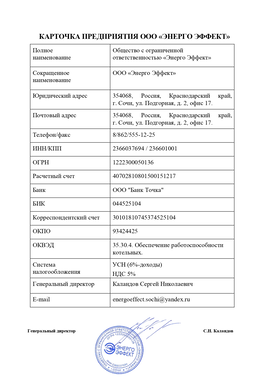 КАРТОЧКА ПРЕДПРИЯТИЯ ООО «ЭНЕРГО ЭФФЕКТ»
Полное наименование
Общество с ограниченной ответственностью «Энерго Эффект»
Сокращенное наименование
ООО «Энерго Эффект»
Юридический адрес
354068, Россия, Краснодарский край,
г. Сочи, ул. Подгорная, д. 2, офис 17.
Почтовый адрес
354068, Россия, Краснодарский край,
г. Сочи, ул. Подгорная, д. 2, офис 17.
Телефон/факс
8/862/555-12-25
ИНН/КПП
2366037694 / 236601001
ОГРН
1222300050136
Расчетный счет
40702810801500151217
Банк
ООО "Банк Точка"
БИК
044525104
Корреспондентский счет
30101810745374525104
ОКПО
93424425
ОКВЭД
35.30.4. Обеспечение работоспособности
котельных.
Система
налогообложения
УСН (6%-доходы)
НДС 5%
Генеральный директор
Каландов Сергей Николаевич
E-mail
energoeffect.sochi@yandex.ru
Генеральный директор
С.Н. Каландов
ЭНЕРГО
ЭФФЕКТ